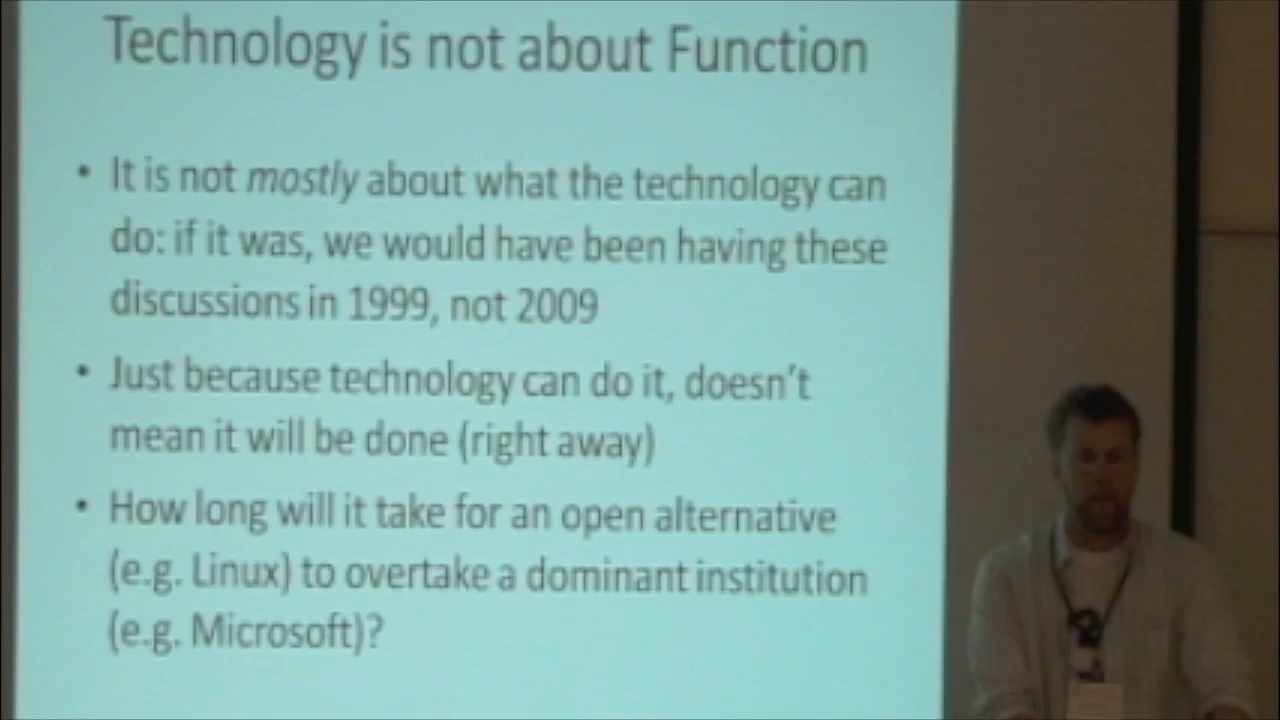 Technology is not about Function
• It is not mostly about what the technology can
do: if it was, we would have been having these
discussions in 1999, not 2009
• Just because technology can do it, doesn't
mean it will be done (right away)
• How long will it take for an open alternative
(e.g. Linux) to overtake a dominant institution
(e.g. Microsoft)?